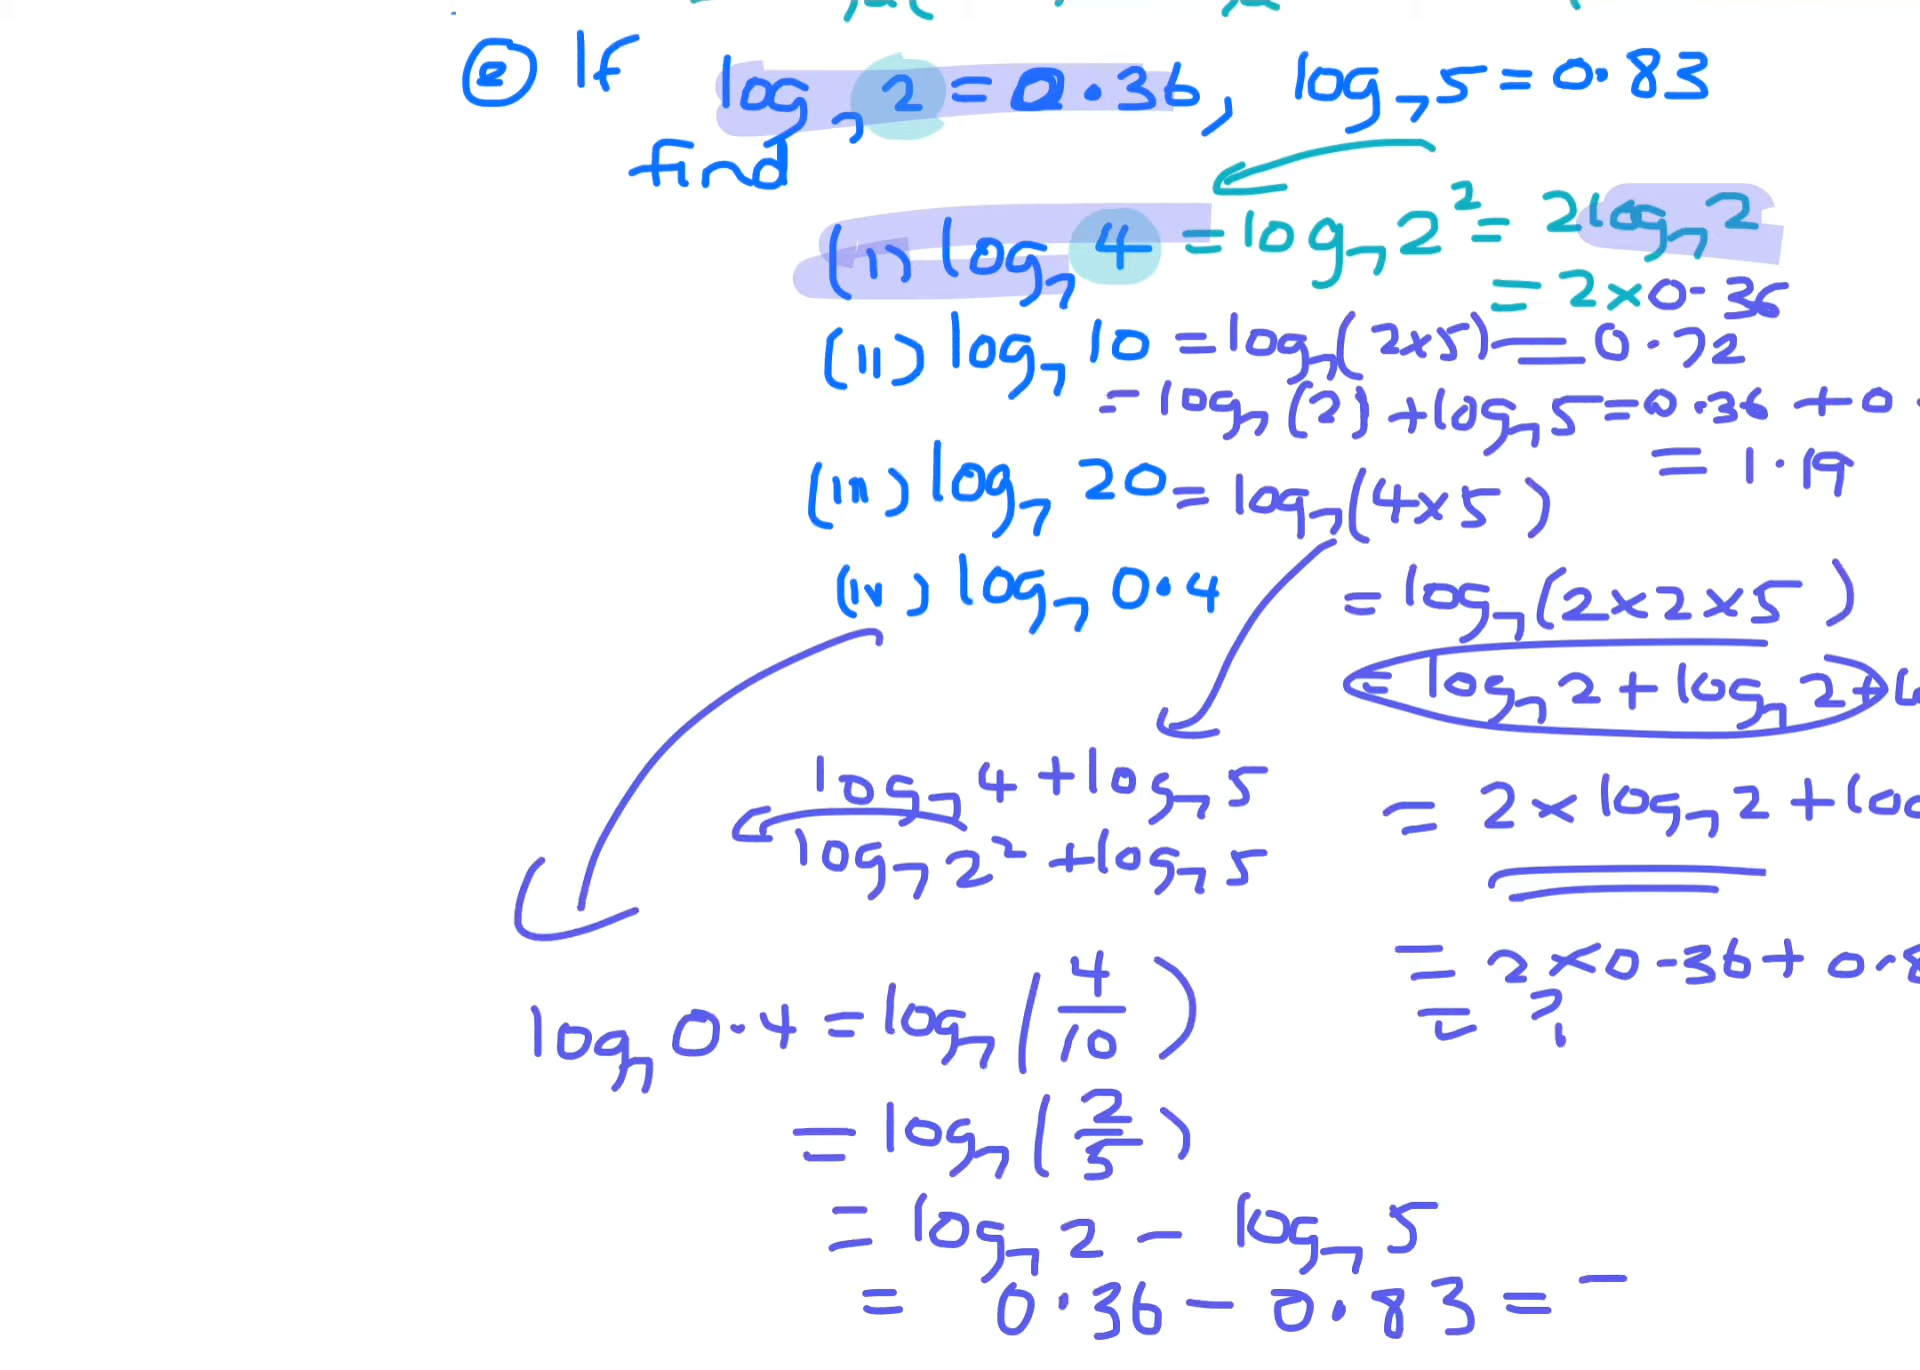 ② If log₇ 2 = 0.36, log₇ 5 = 0.83
find
(i) log₇ 4 = log₇ 2² = 2log₇ 2
= 2 × 0.36
(ii) log₇ 10 = log₇(2×5) = 0.72
= log₇(2) + log₇ 5 = 0.36 + 0
= 1.19
(iii) log₇ 20 = log₇(4×5)
(iv) log₇ 0.4
= log₇(2×2×5)
= log₇ 2 + log₇ 2 +
log₇ 4 + log₇ 5
= 2 × log₇ 2 + log
log₇ 2² + log₇ 5
= 2 × 0.36 + 0.8
= ?
log₇ 0.4 = log₇(4/10)
= log₇(2/5)
= log₇ 2 − log₇ 5
= 0.36 − 0.83 = −